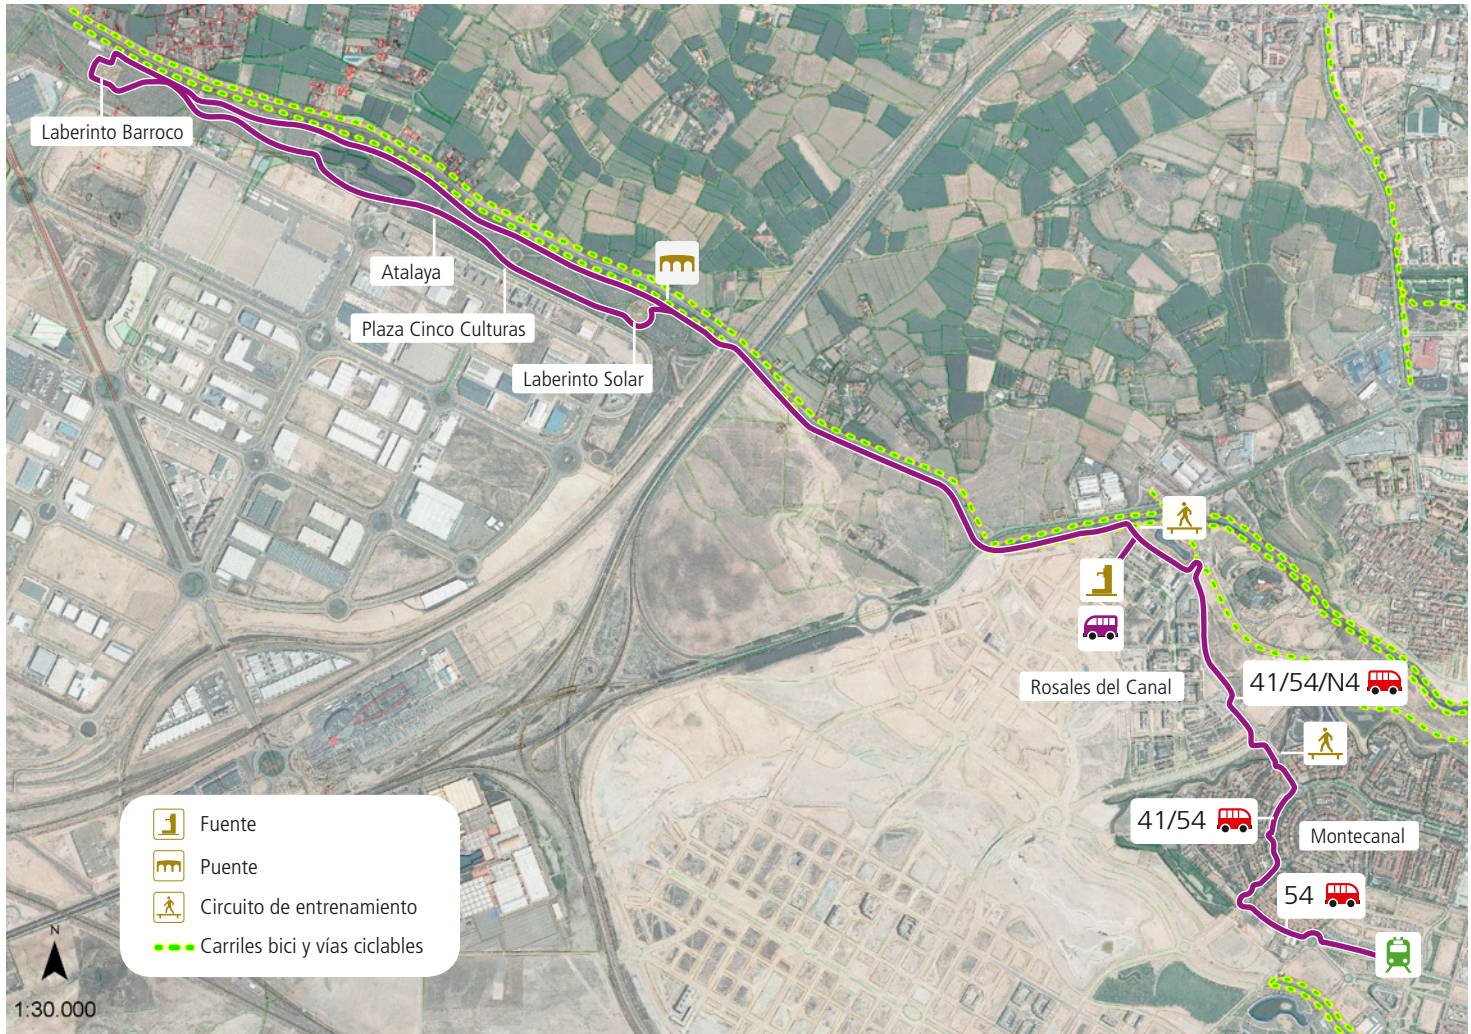 Laberinto Barroco
Atalaya
Plaza Cinco Culturas
Laberinto Solar
PLA
Rosales del Canal
41/54/N4
41/54
Montecanal
54
Fuente
Puente
Circuito de entrenamiento
Carriles bici y vías ciclables
N
1:30.000